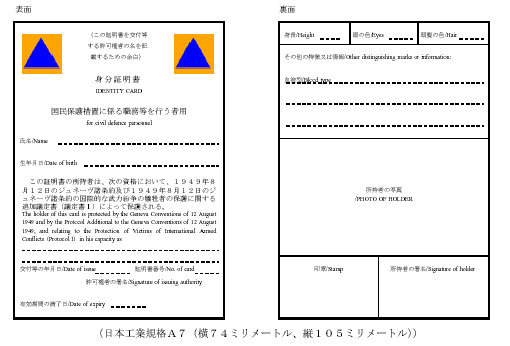 表面
（この証明書を交付等
する許可権者の名を記
載するための余白）
身分証明書
IDENTITY CARD
国民保護措置に係る職務等を行う者用
for civil defence personnel
氏名/Name
生年月日/Date of birth
この証明書の所持者は、次の資格において、１９４９年８
月１２日のジュネーヴ諸条約及び１９４９年８月１２日のジ
ュネーヴ諸条約の国際的な武力紛争の犠牲者の保護に関する
追加議定書（議定書Ⅰ）によって保護される。
The holder of this card is protected by the Geneva Conventions of 12 August
1949 and by the Protocol Additional to the Geneva Conventions of 12 August
1949, and relating to the Protection of Victims of International Armed
Conflicts (Protocol I) in his capacity as
交付等の年月日/Date of issue 証明書番号/No. of card
許可権者の署名/Signature of issuing authority
有効期間の満了日/Date of expiry
裏面
身長/Height 眼の色/Eyes 頭髪の色/Hair
その他の特徴又は情報/Other distinguishing marks or information:
血液型/Blood type
所持者の写真
/PHOTO OF HOLDER
印章/Stamp 所持者の署名/Signature of holder
（日本工業規格Ａ７（横７４ミリメートル、縦１０５ミリメートル））